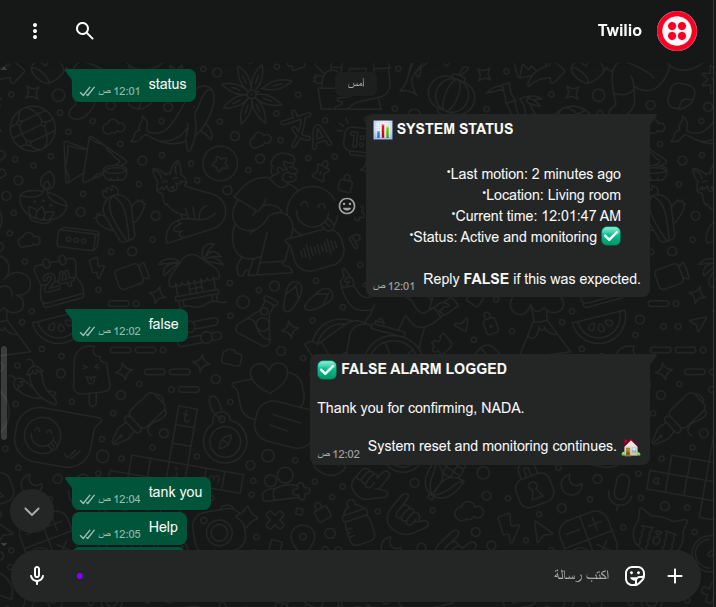 Twilio
أمس
status
12:01 ص
📊 SYSTEM STATUS
•Last motion: 2 minutes ago
•Location: Living room
•Current time: 12:01:47 AM
•Status: Active and monitoring ✅
Reply FALSE if this was expected.
12:01 ص
false
12:02 ص
✅ FALSE ALARM LOGGED
Thank you for confirming, NADA.
System reset and monitoring continues. 🏠
12:02 ص
tank you
12:04 ص
Help
12:05 ص
اكتب رسالة